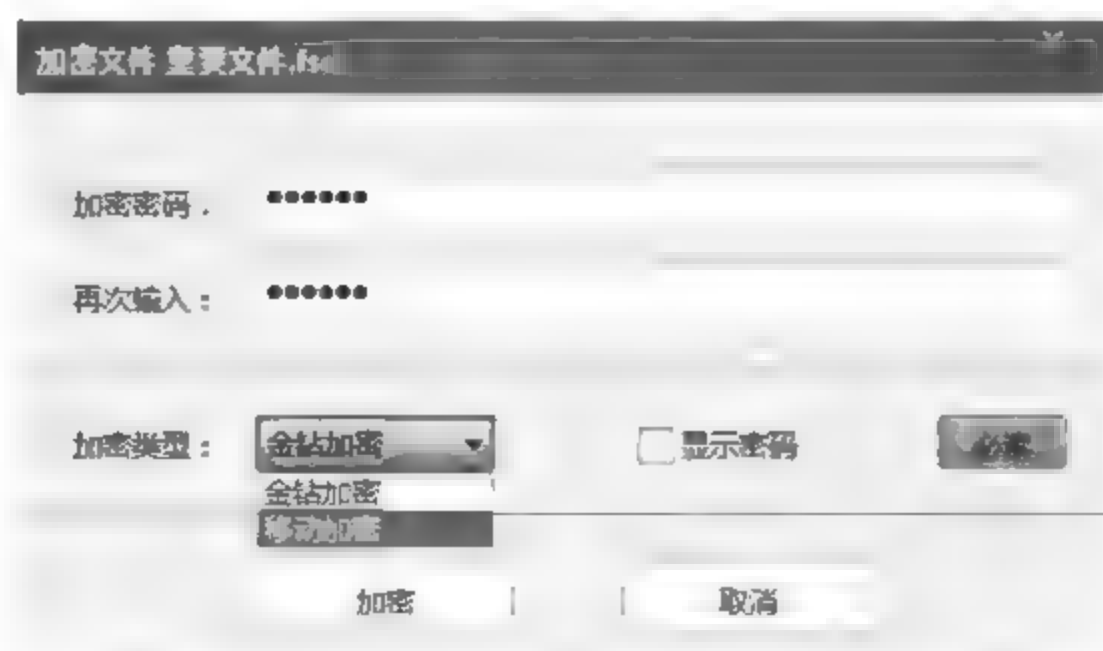 加密文件 重要文件.fsd
加密密码：
••••••
再次输入：
••••••
加密类型：
金钻加密
显示密码
金钻加密
移动加密
加密
取消